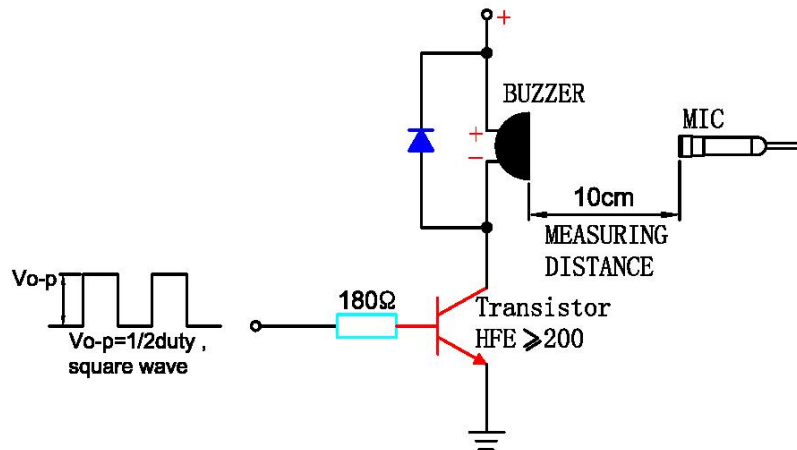 +
BUZZER
MIC
+
−
10cm
MEASURING
DISTANCE
Vo-p
180Ω
Transistor
HFE ⩾200
Vo-p=1/2duty ,
square wave